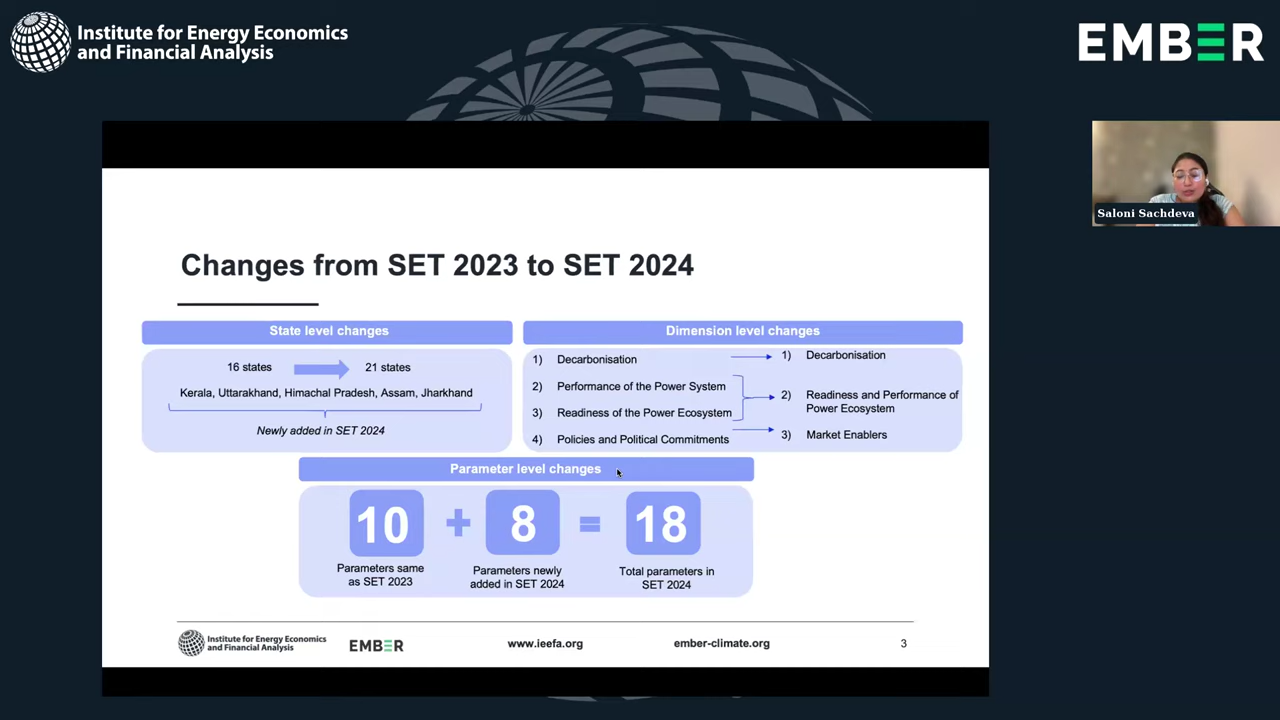 Institute for Energy Economics
and Financial Analysis
EMBER
Saloni Sachdeva
Changes from SET 2023 to SET 2024
State level changes
16 states
21 states
Kerala, Uttarakhand, Himachal Pradesh, Assam, Jharkhand
Newly added in SET 2024
Dimension level changes
1) Decarbonisation
2) Performance of the Power System
3) Readiness of the Power Ecosystem
4) Policies and Political Commitments
1) Decarbonisation
2) Readiness and Performance of
Power Ecosystem
3) Market Enablers
Parameter level changes
10 + 8 = 18
Parameters same
as SET 2023
Parameters newly
added in SET 2024
Total parameters in
SET 2024
Institute for Energy Economics
and Financial Analysis
EMBER
www.ieefa.org
ember-climate.org
3